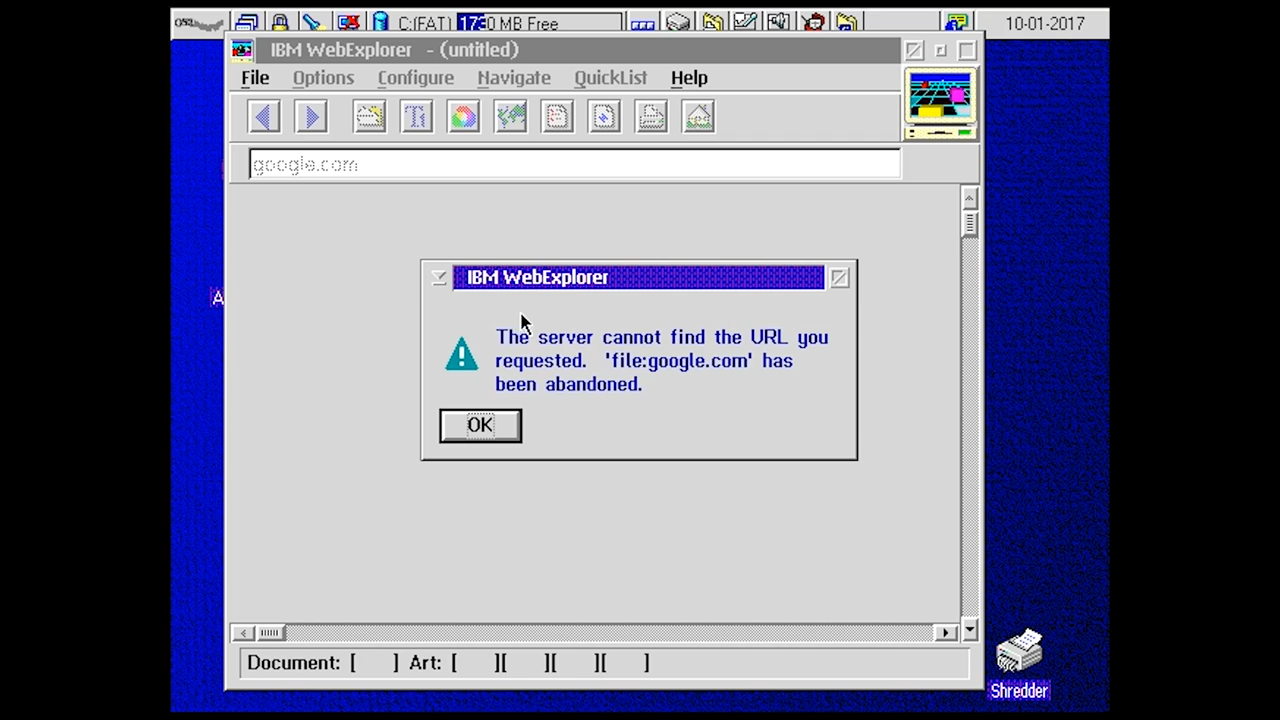 C:(FAT) 1730 MB Free
10-01-2017
IBM WebExplorer - (untitled)
File Options Configure Navigate QuickList Help
google.com
IBM WebExplorer
The server cannot find the URL you
requested. 'file:google.com' has
been abandoned.
OK
A
Document: [ ] Art: [ ][ ][ ][ ]
Shredder